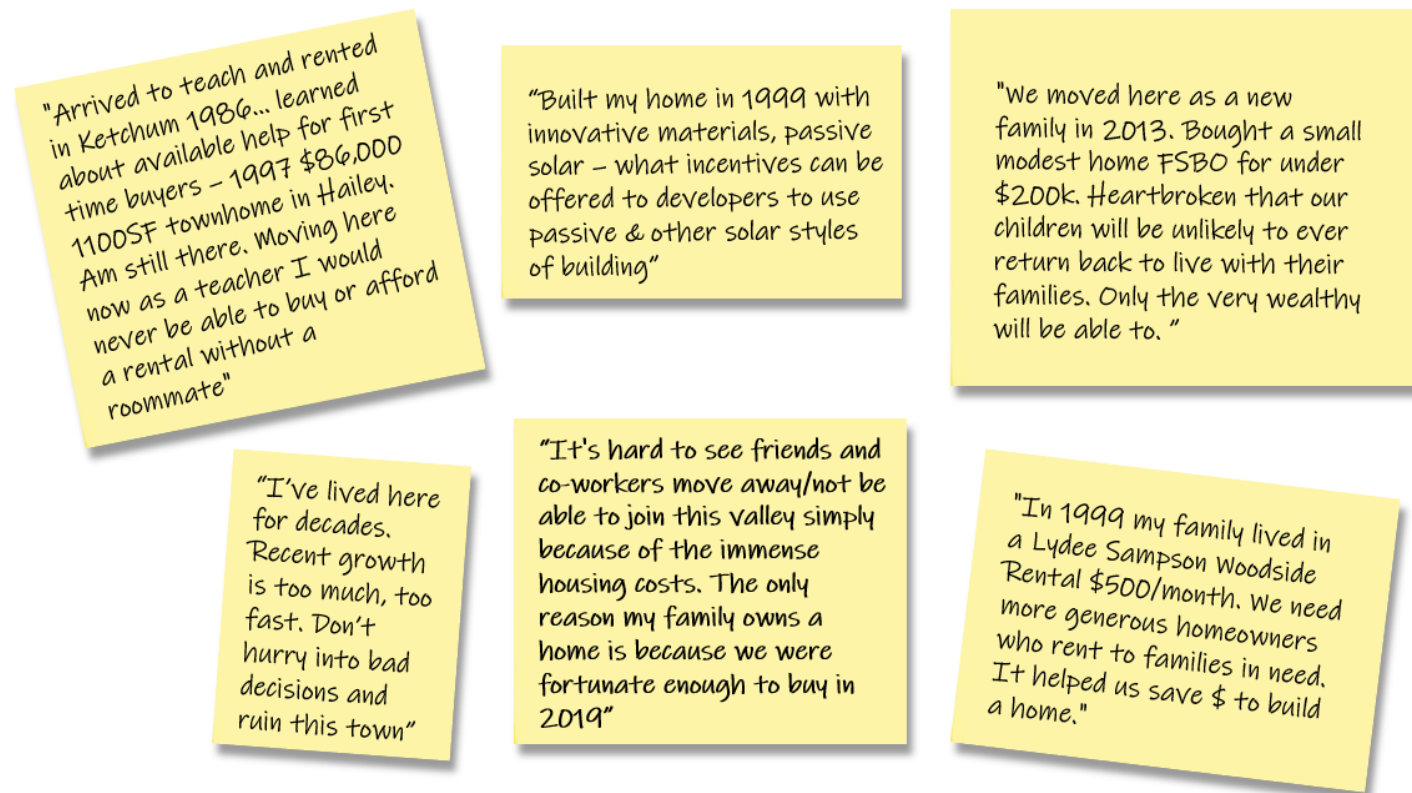 "Arrived to teach and rented
in Ketchum 1986... learned
about available help for first
time buyers – 1997 $86,000
1100SF townhome in Hailey.
Am still there. Moving here
now as a teacher I would
never be able to buy or afford
a rental without a
roommate"
“Built my home in 1999 with
innovative materials, passive
solar – what incentives can be
offered to developers to use
passive & other solar styles
of building”
"We moved here as a new
family in 2013. Bought a small
modest home FSBO for under
$200k. Heartbroken that our
children will be unlikely to ever
return back to live with their
families. Only the very wealthy
will be able to. ”
“I’ve lived here
for decades.
Recent growth
is too much, too
fast. Don’t
hurry into bad
decisions and
ruin this town”
“It's hard to see friends and
co-workers move away/not be
able to join this valley simply
because of the immense
housing costs. The only
reason my family owns a
home is because we were
fortunate enough to buy in
2019”
"In 1999 my family lived in
a Lydee Sampson Woodside
Rental $500/month. We need
more generous homeowners
who rent to families in need.
It helped us save $ to build
a home."